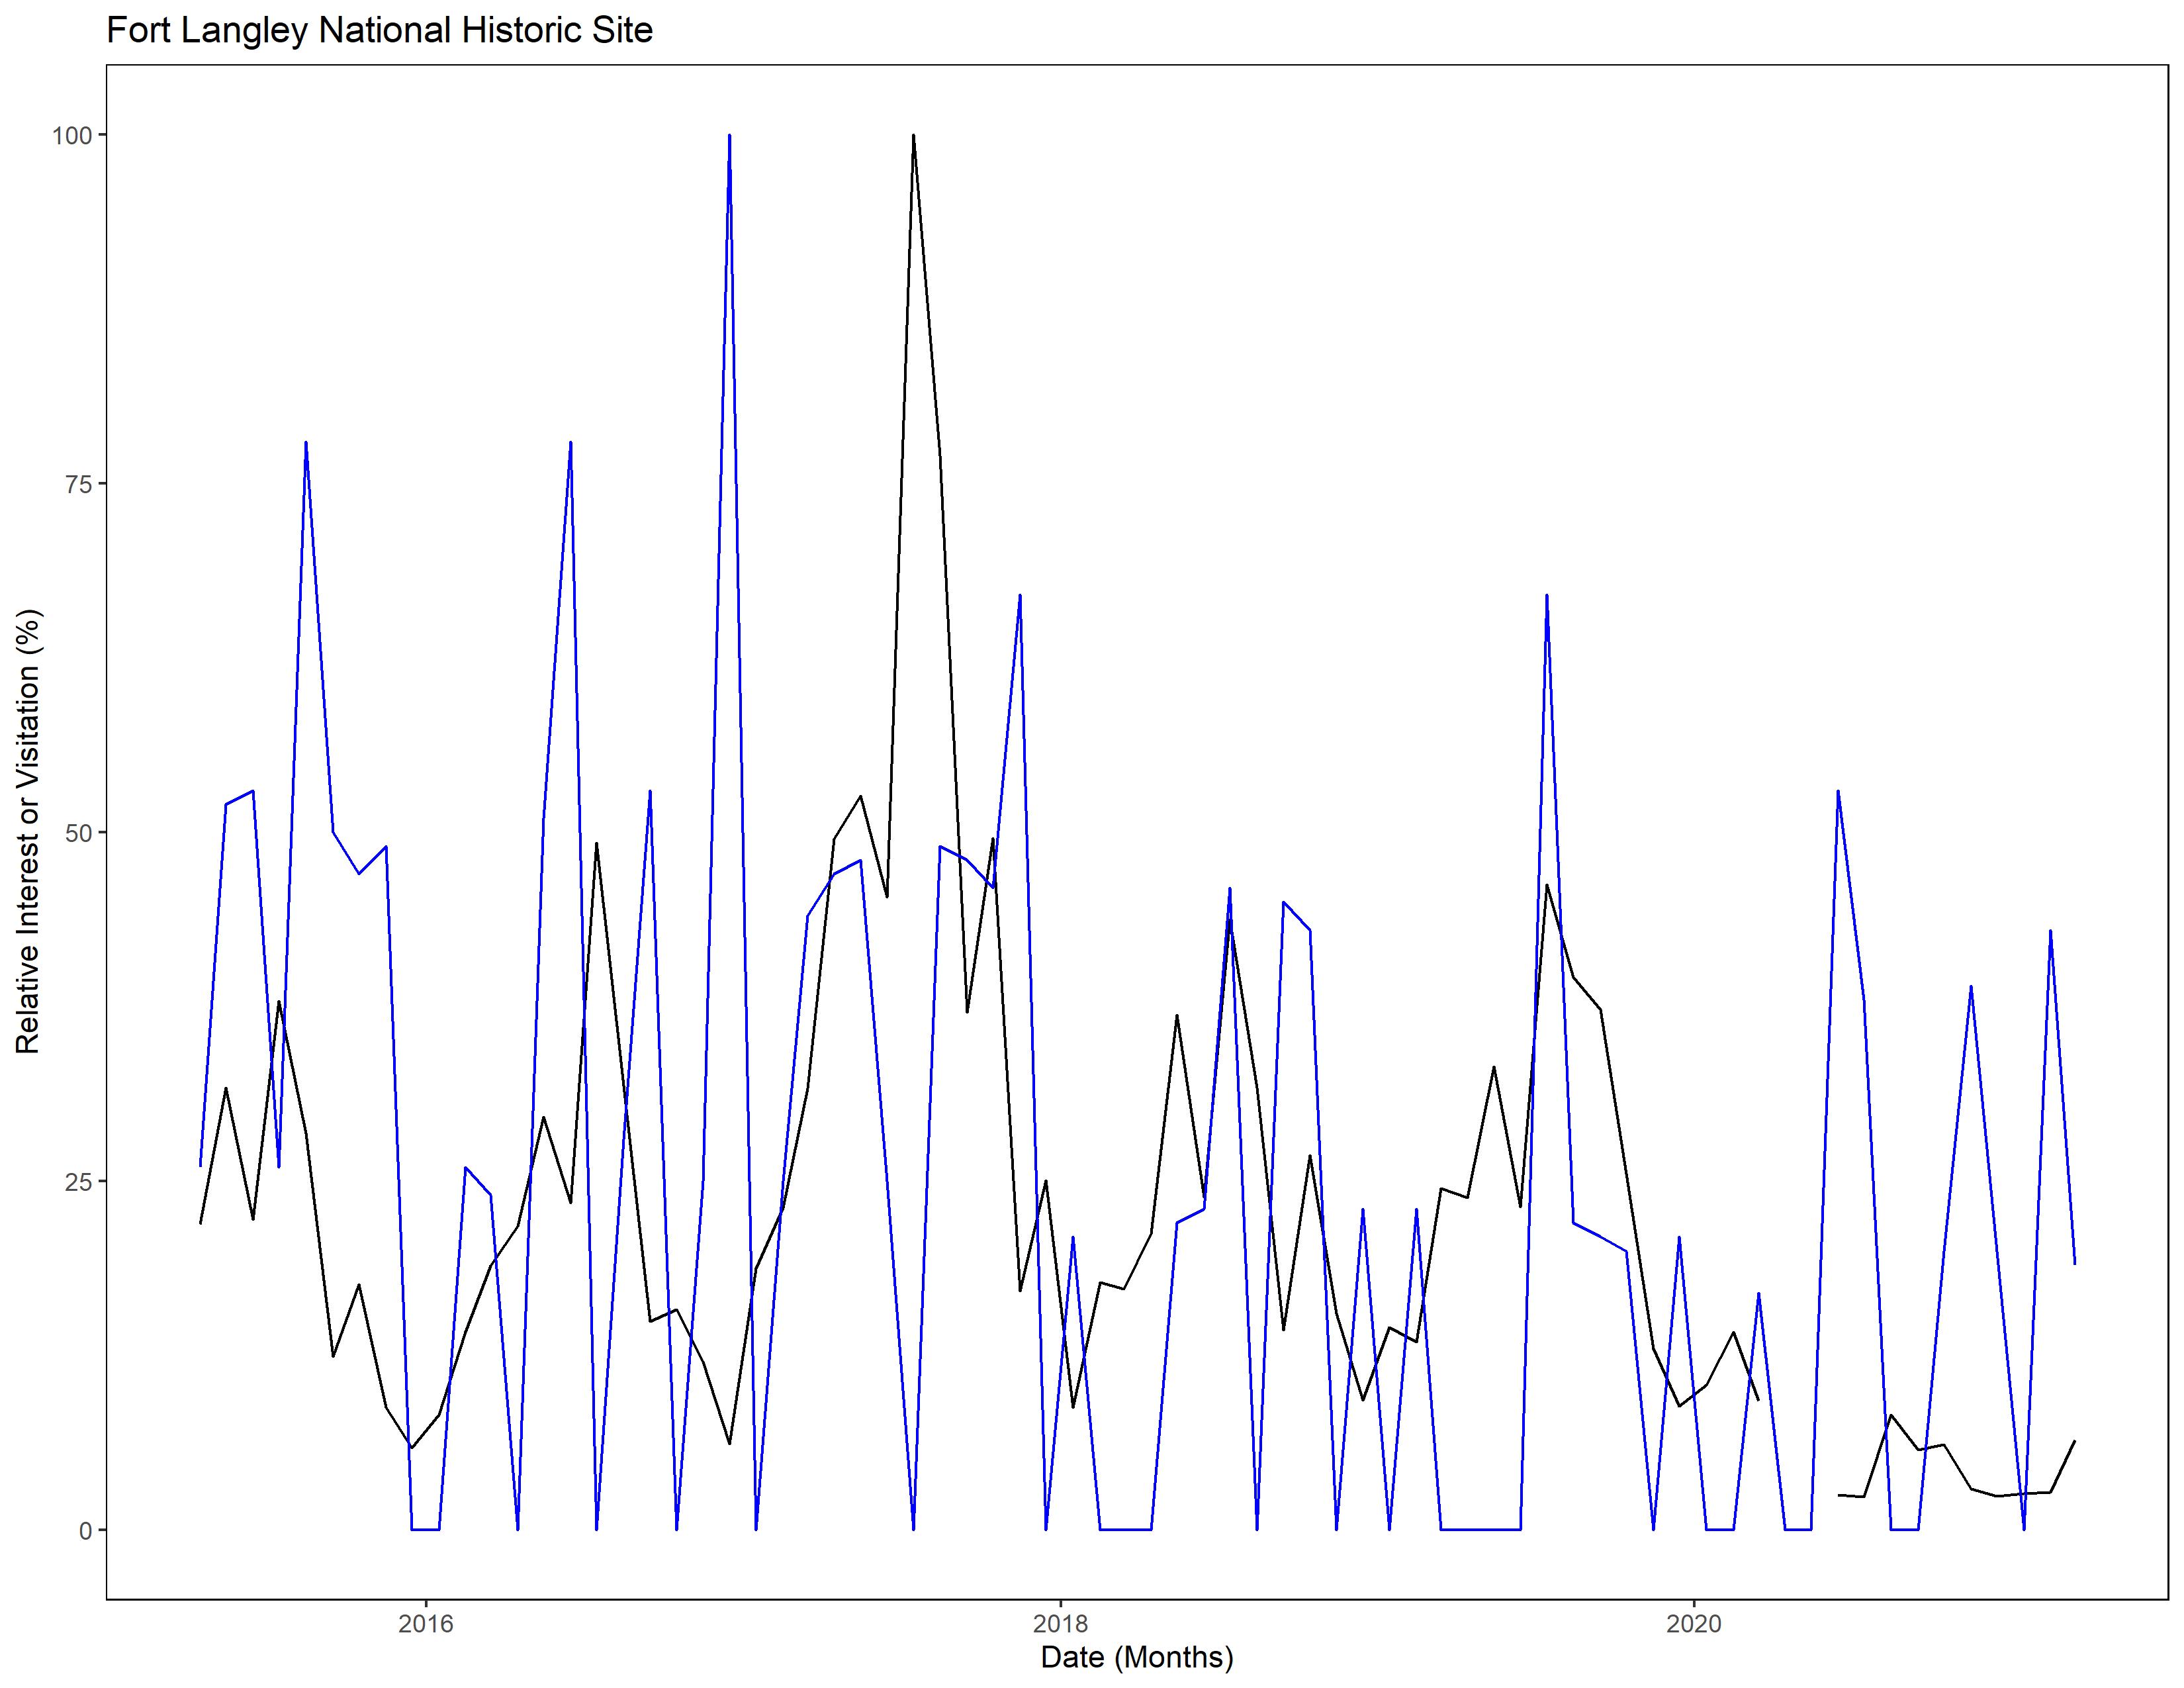 Fort Langley National Historic Site
Relative Interest or Visitation (%)
100
75
50
25
0
2016
2018
2020
Date (Months)